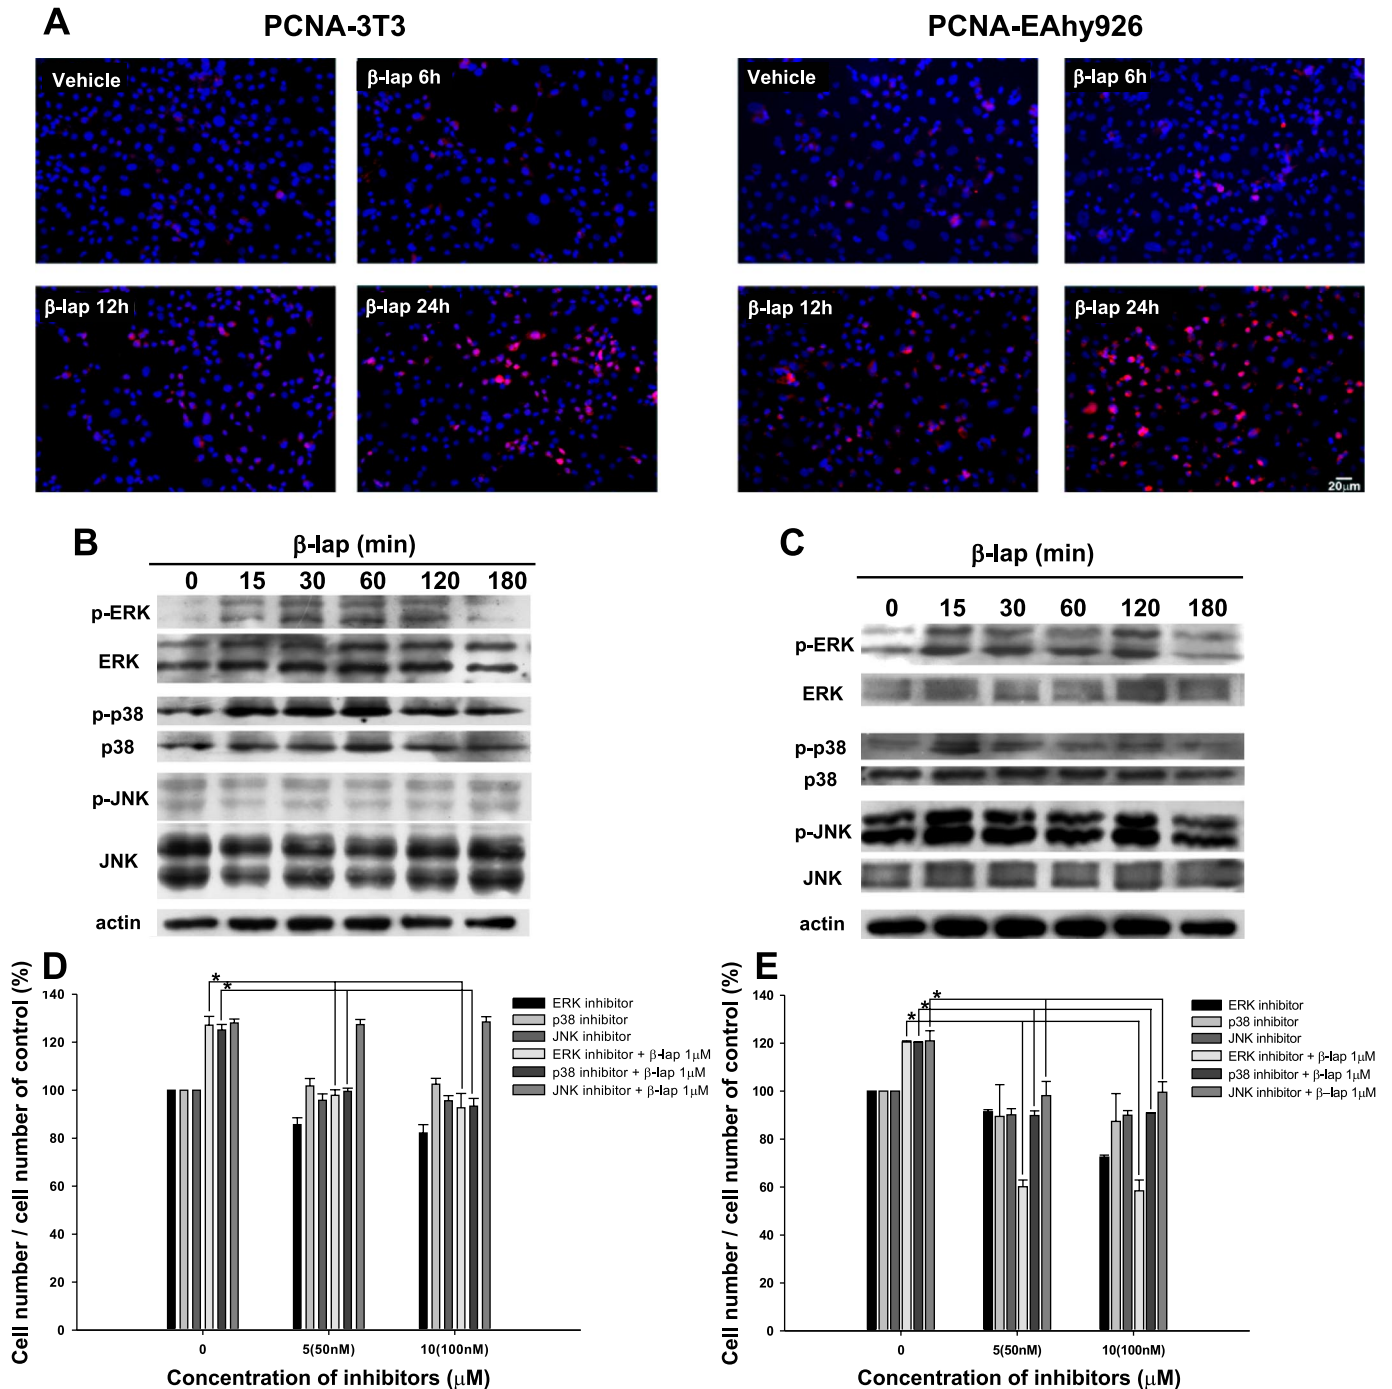 A
PCNA-3T3
PCNA-EAhy926
Vehicle
β-lap 6h
β-lap 6h
β-lap 12h
β-lap 24h
β-lap 12h
β-lap 24h
20μm
B
β-lap (min)
0 15 30 60 120 180
p-ERK
ERK
p-p38
p38
p-JNK
JNK
actin
C
β-lap (min)
0 15 30 60 120 180
p-ERK
ERK
p-p38
p38
p-JNK
JNK
actin
D
Cell number / cell number of control (%)
140
120
100
80
60
40
20
0
*
*
ERK inhibitor
p38 inhibitor
JNK inhibitor
ERK inhibitor + β-lap 1μM
p38 inhibitor + β-lap 1μM
JNK inhibitor + β-lap 1μM
0 5(50nM) 10(100nM)
Concentration of inhibitors (μM)
E
Cell number / cell number of control (%)
140
120
100
80
60
40
20
0
*
*
*
ERK inhibitor
p38 inhibitor
JNK inhibitor
ERK inhibitor + β-lap 1μM
p38 inhibitor + β-lap 1μM
JNK inhibitor + β–lap 1μM
0 5(50nM) 10(100nM)
Concentration of inhibitors (μM)